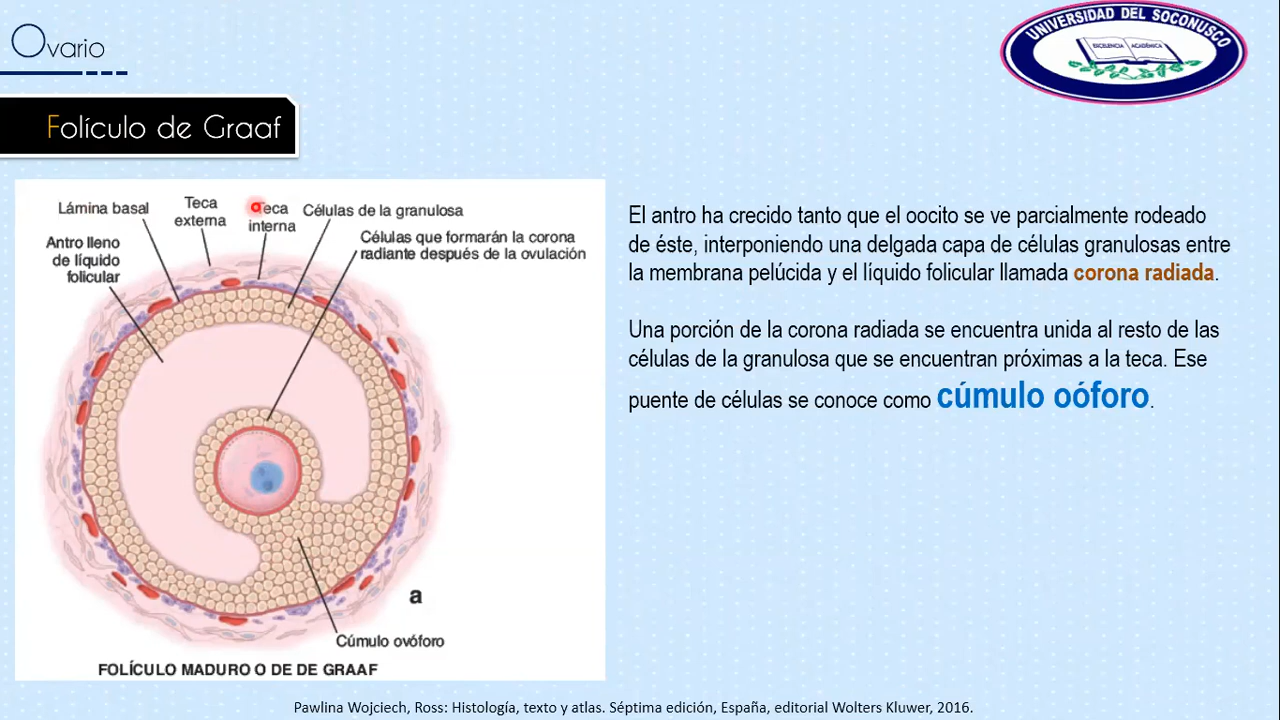 Ovario
UNIVERSIDAD DEL SOCONUSCO
EXCELENCIA ACADÉMICA
Folículo de Graaf
Lámina basal
Teca
externa
Teca
interna
Células de la granulosa
Antro lleno
de líquido
folicular
Células que formarán la corona
radiante después de la ovulación
a
Cúmulo ovóforo
FOLÍCULO MADURO O DE DE GRAAF
El antro ha crecido tanto que el oocito se ve parcialmente rodeado
de éste, interponiendo una delgada capa de células granulosas entre
la membrana pelúcida y el líquido folicular llamada corona radiada.
Una porción de la corona radiada se encuentra unida al resto de las
células de la granulosa que se encuentran próximas a la teca. Ese
puente de células se conoce como cúmulo oóforo.
Pawlina Wojciech, Ross: Histología, texto y atlas. Séptima edición, España, editorial Wolters Kluwer, 2016.